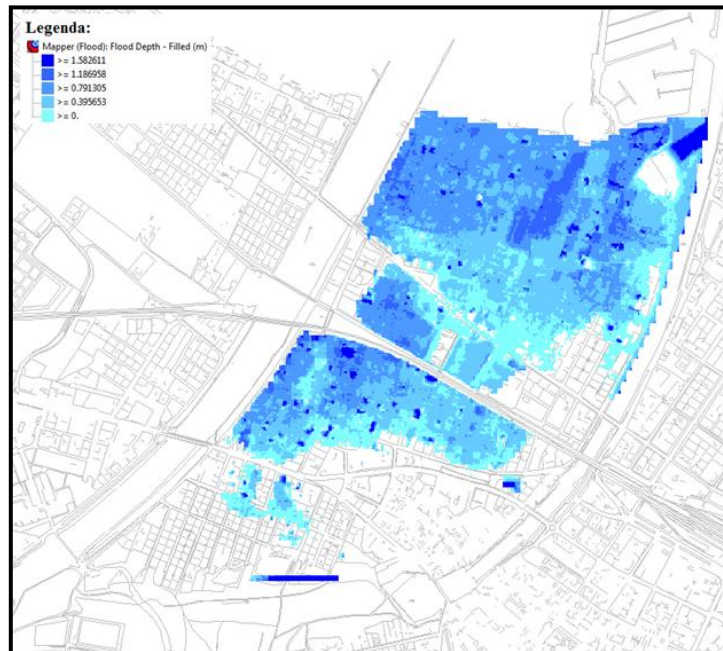 Legenda:
Mapper (Flood): Flood Depth - Filled (m)
>= 1.582611
>= 1.186958
>= 0.791305
>= 0.395653
>= 0.